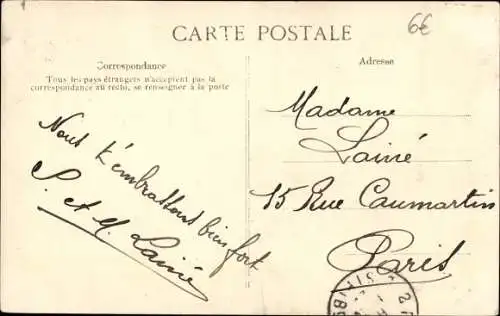 CARTE POSTALE
6€
Correspondance
Tous les pays étrangers n'acceptent pas la
correspondance au recto, se renseigner à la poste
Nous t'embrassons bien fort
S. et M. Lainé
Adresse
Madame
Lainé
15 Rue Caumartin
Paris